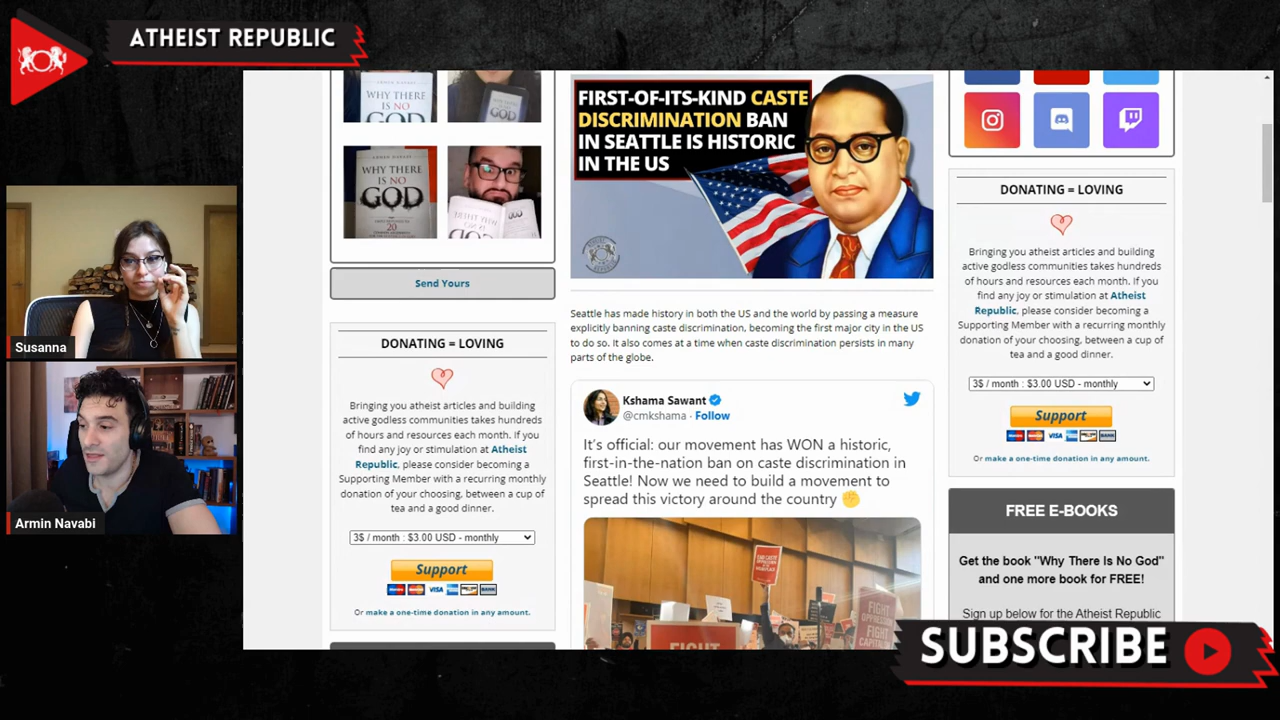 ATHEIST REPUBLIC
Susanna
Armin Navabi
WHY THERE
IS NO
GOD
WHY THERE
IS NO
GOD
20
Send Yours
DONATING = LOVING
Bringing you atheist articles and building
active godless communities takes hundreds
of hours and resources each month. If you
find any joy or stimulation at Atheist
Republic, please consider becoming a
Supporting Member with a recurring monthly
donation of your choosing, between a cup of
tea and a good dinner.
3$ / month : $3.00 USD - monthly
Support
VISA
BANK
Or make a one-time donation in any amount.
FIRST-OF-ITS-KIND CASTE
DISCRIMINATION BAN
IN SEATTLE IS HISTORIC
IN THE US
Seattle has made history in both the US and the world by passing a measure
explicitly banning caste discrimination, becoming the first major city in the US
to do so. It also comes at a time when caste discrimination persists in many
parts of the globe.
Kshama Sawant
@cmkshama · Follow
It's official: our movement has WON a historic,
first-in-the-nation ban on caste discrimination in
Seattle! Now we need to build a movement to
spread this victory around the country
FIGHT
OPPRESSION
FIGHT
CAPITAL
FIGHT
DONATING = LOVING
Bringing you atheist articles and building
active godless communities takes hundreds
of hours and resources each month. If you
find any joy or stimulation at Atheist
Republic, please consider becoming a
Supporting Member with a recurring monthly
donation of your choosing, between a cup of
tea and a good dinner.
3$ / month : $3.00 USD - monthly
Support
VISA
BANK
Or make a one-time donation in any amount.
FREE E-BOOKS
Get the book "Why There Is No God"
and one more book for FREE!
Sign up below for the Atheist Republic
SUBSCRIBE